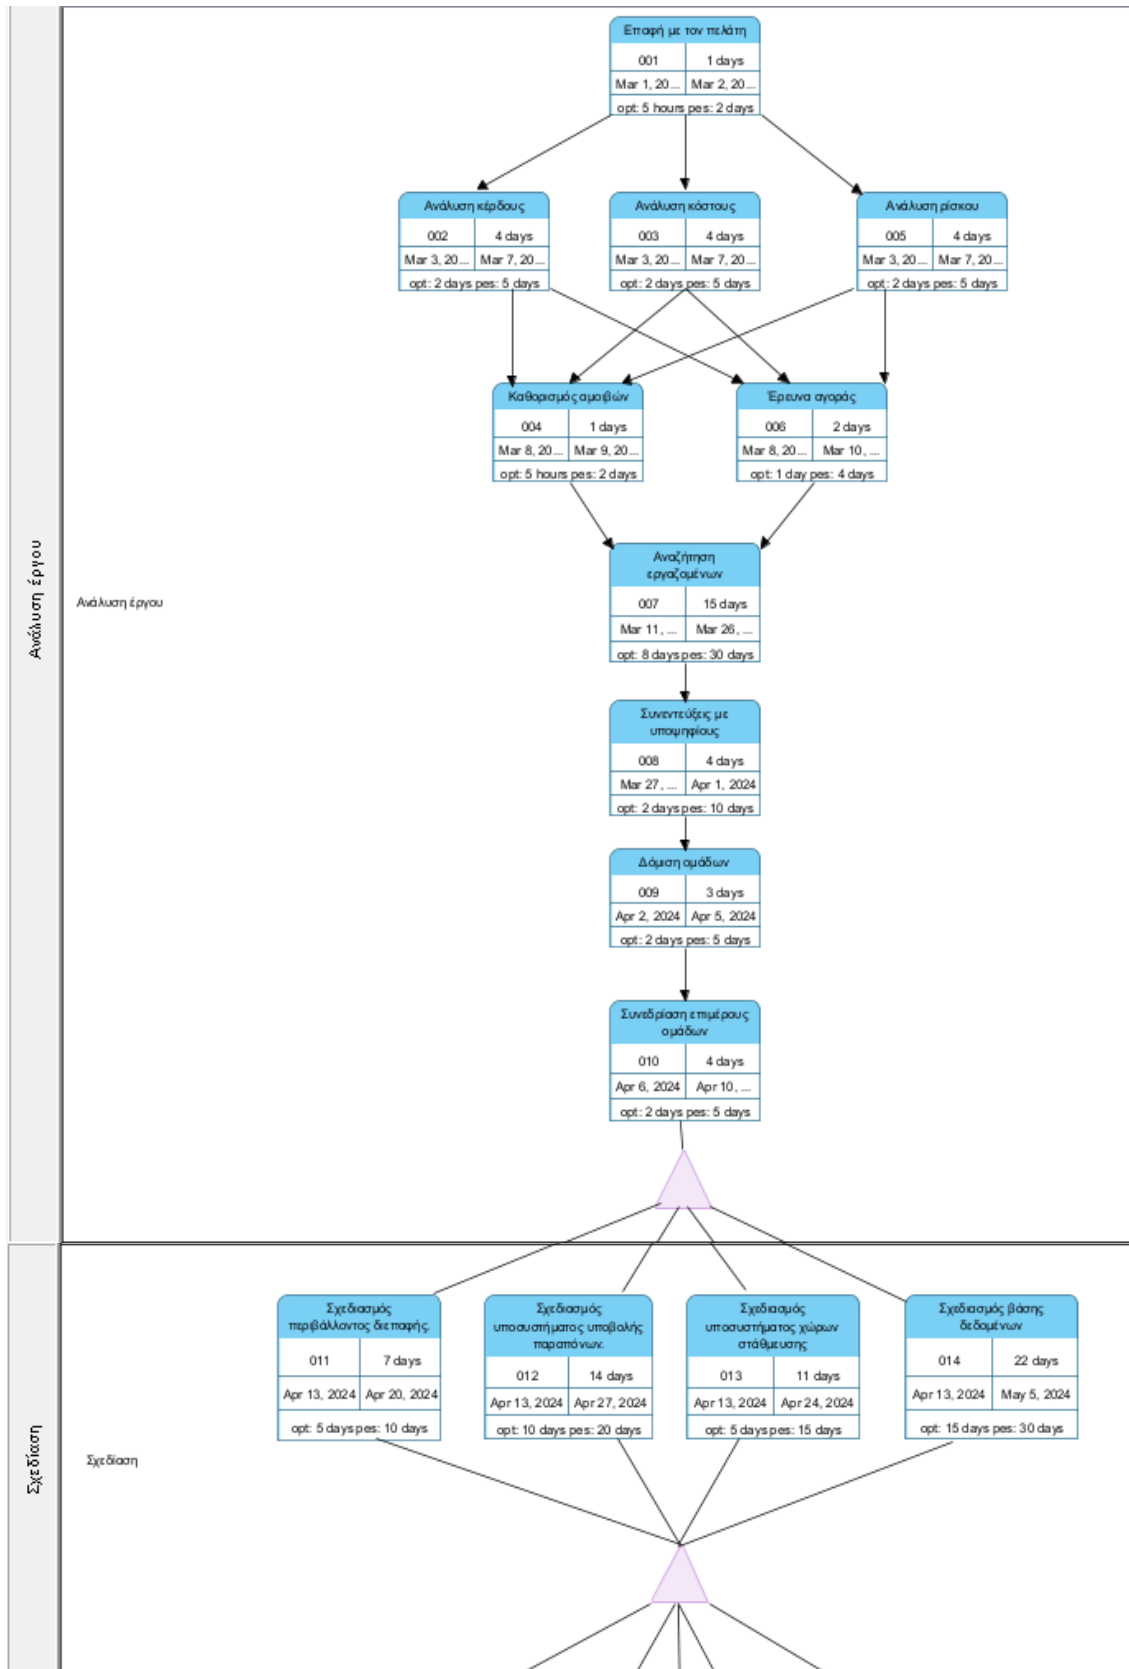 Επαφή με τον πελάτη
001 1 days
Mar 1, 20... Mar 2, 20...
opt: 5 hours pes: 2 days
Ανάλυση κέρδους
002 4 days
Mar 3, 20... Mar 7, 20...
opt: 2 days pes: 5 days
Ανάλυση κόστους
003 4 days
Mar 3, 20... Mar 7, 20...
opt: 2 days pes: 5 days
Ανάλυση ρίσκου
005 4 days
Mar 3, 20... Mar 7, 20...
opt: 2 days pes: 5 days
Καθορισμός αμοιβών
004 1 days
Mar 8, 20... Mar 9, 20...
opt: 5 hours pes: 2 days
Έρευνα αγοράς
006 2 days
Mar 8, 20... Mar 10, ...
opt: 1 day pes: 4 days
Αναζήτηση
εργαζομένων
007 15 days
Mar 11, ... Mar 26, ...
opt: 8 days pes: 30 days
Ανάλυση έργου
Ανάλυση έργου
Συνεντεύξεις με
υποψηφίους
008 4 days
Mar 27, ... Apr 1, 2024
opt: 2 days pes: 10 days
Δόμιση ομάδων
009 3 days
Apr 2, 2024 Apr 5, 2024
opt: 2 days pes: 5 days
Συνεδρίαση επιμέρους
ομάδων
010 4 days
Apr 6, 2024 Apr 10, ...
opt: 2 days pes: 5 days
Σχεδιασμός
περιβάλλοντος διεπαφής.
011 7 days
Apr 13, 2024 Apr 20, 2024
opt: 5 days pes: 10 days
Σχεδιασμός
υποσυστήματος υποβολής
παραπόνων.
012 14 days
Apr 13, 2024 Apr 27, 2024
opt: 10 days pes: 20 days
Σχεδιασμός
υποσυστήματος χώρων
στάθμευσης
013 11 days
Apr 13, 2024 Apr 24, 2024
opt: 5 days pes: 15 days
Σχεδιασμός βάσης
δεδομένων
014 22 days
Apr 13, 2024 May 5, 2024
opt: 15 days pes: 30 days
Σχεδίαση
Σχεδίαση